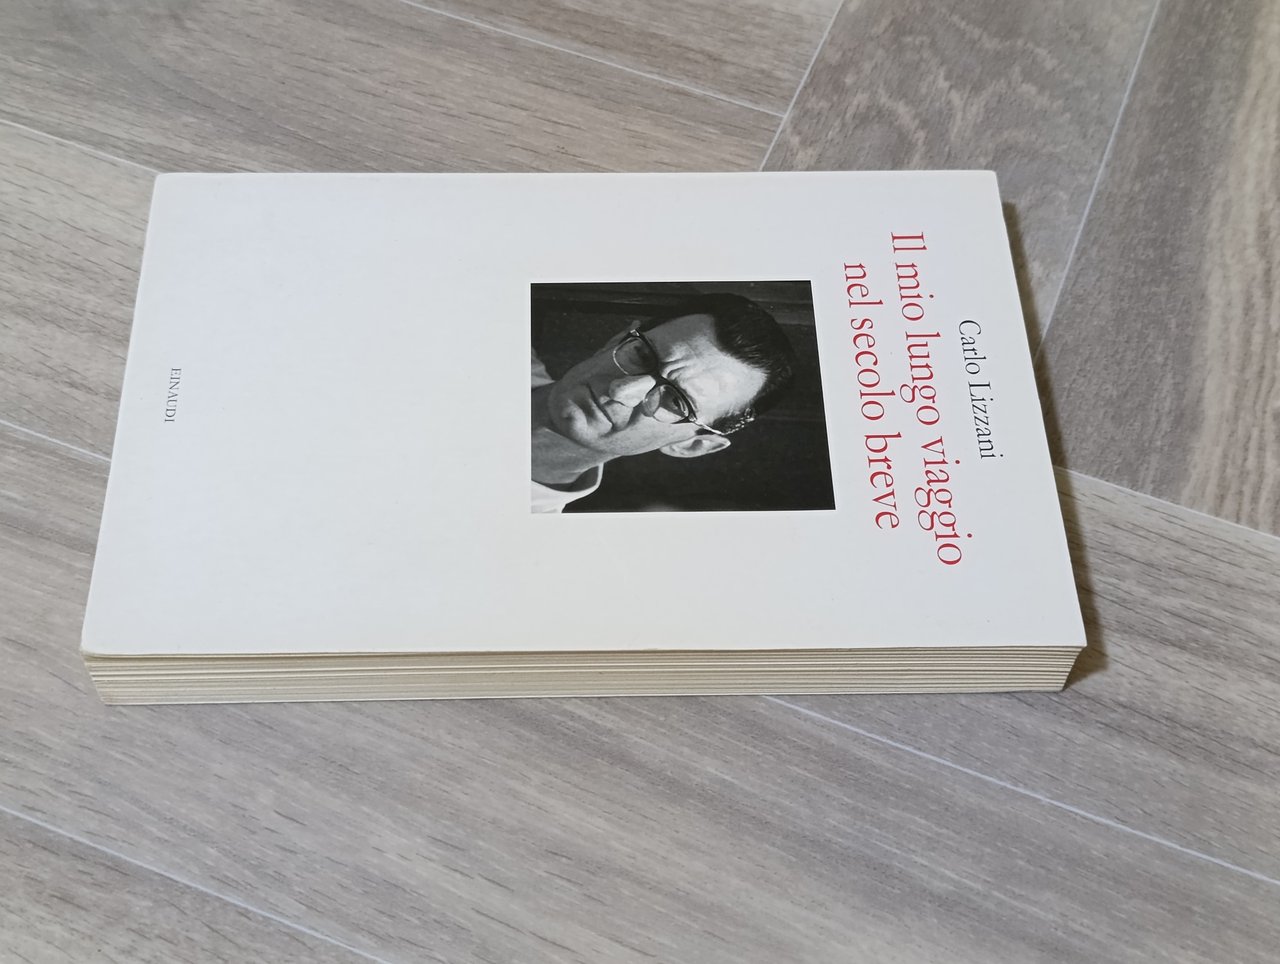 Carlo Lizzani
Il mio lungo viaggio
nel secolo breve
EINAUDI